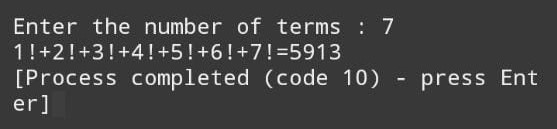 Enter the number of terms : 7
1!+2!+3!+4!+5!+6!+7!=5913
[Process completed (code 10) - press Ent
er]